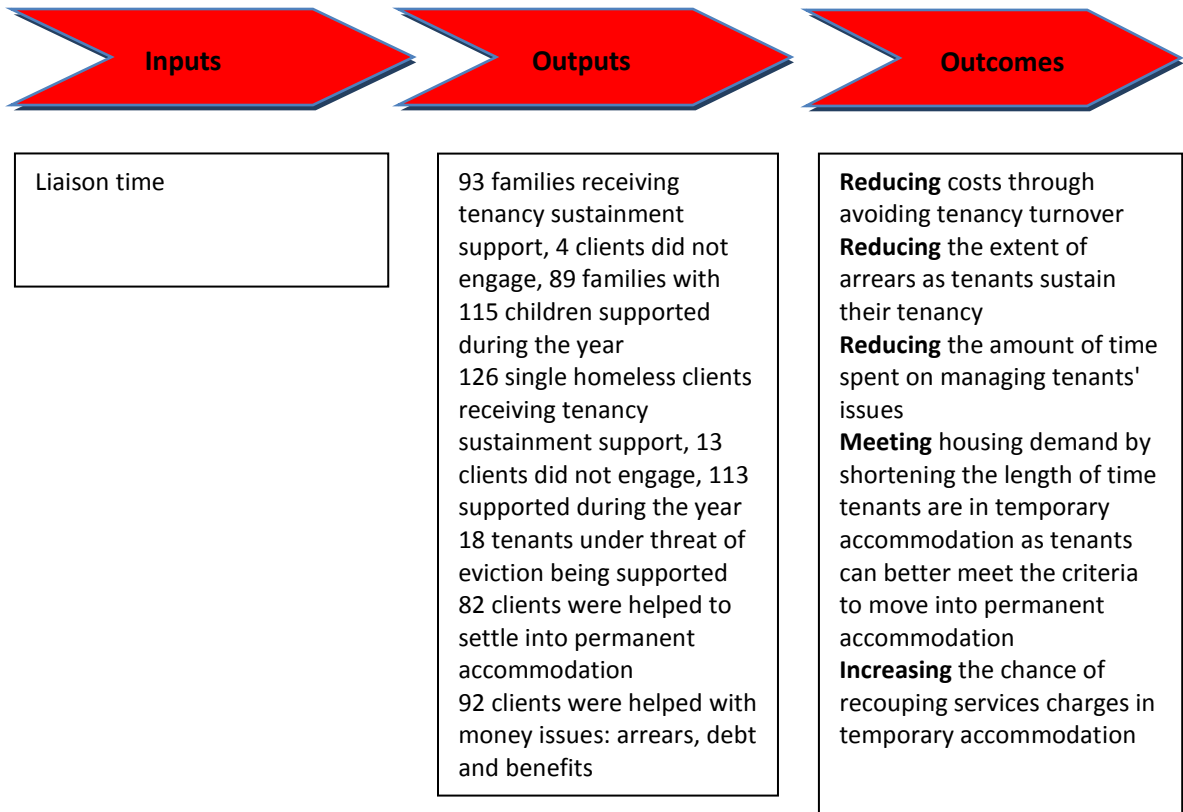 Inputs
Outputs
Outcomes
Liaison time
93 families receiving
tenancy sustainment
support, 4 clients did not
engage, 89 families with
115 children supported
during the year
126 single homeless clients
receiving tenancy
sustainment support, 13
clients did not engage, 113
supported during the year
18 tenants under threat of
eviction being supported
82 clients were helped to
settle into permanent
accommodation
92 clients were helped with
money issues: arrears, debt
and benefits
Reducing costs through
avoiding tenancy turnover
Reducing the extent of
arrears as tenants sustain
their tenancy
Reducing the amount of time
spent on managing tenants'
issues
Meeting housing demand by
shortening the length of time
tenants are in temporary
accommodation as tenants
can better meet the criteria
to move into permanent
accommodation
Increasing the chance of
recouping services charges in
temporary accommodation